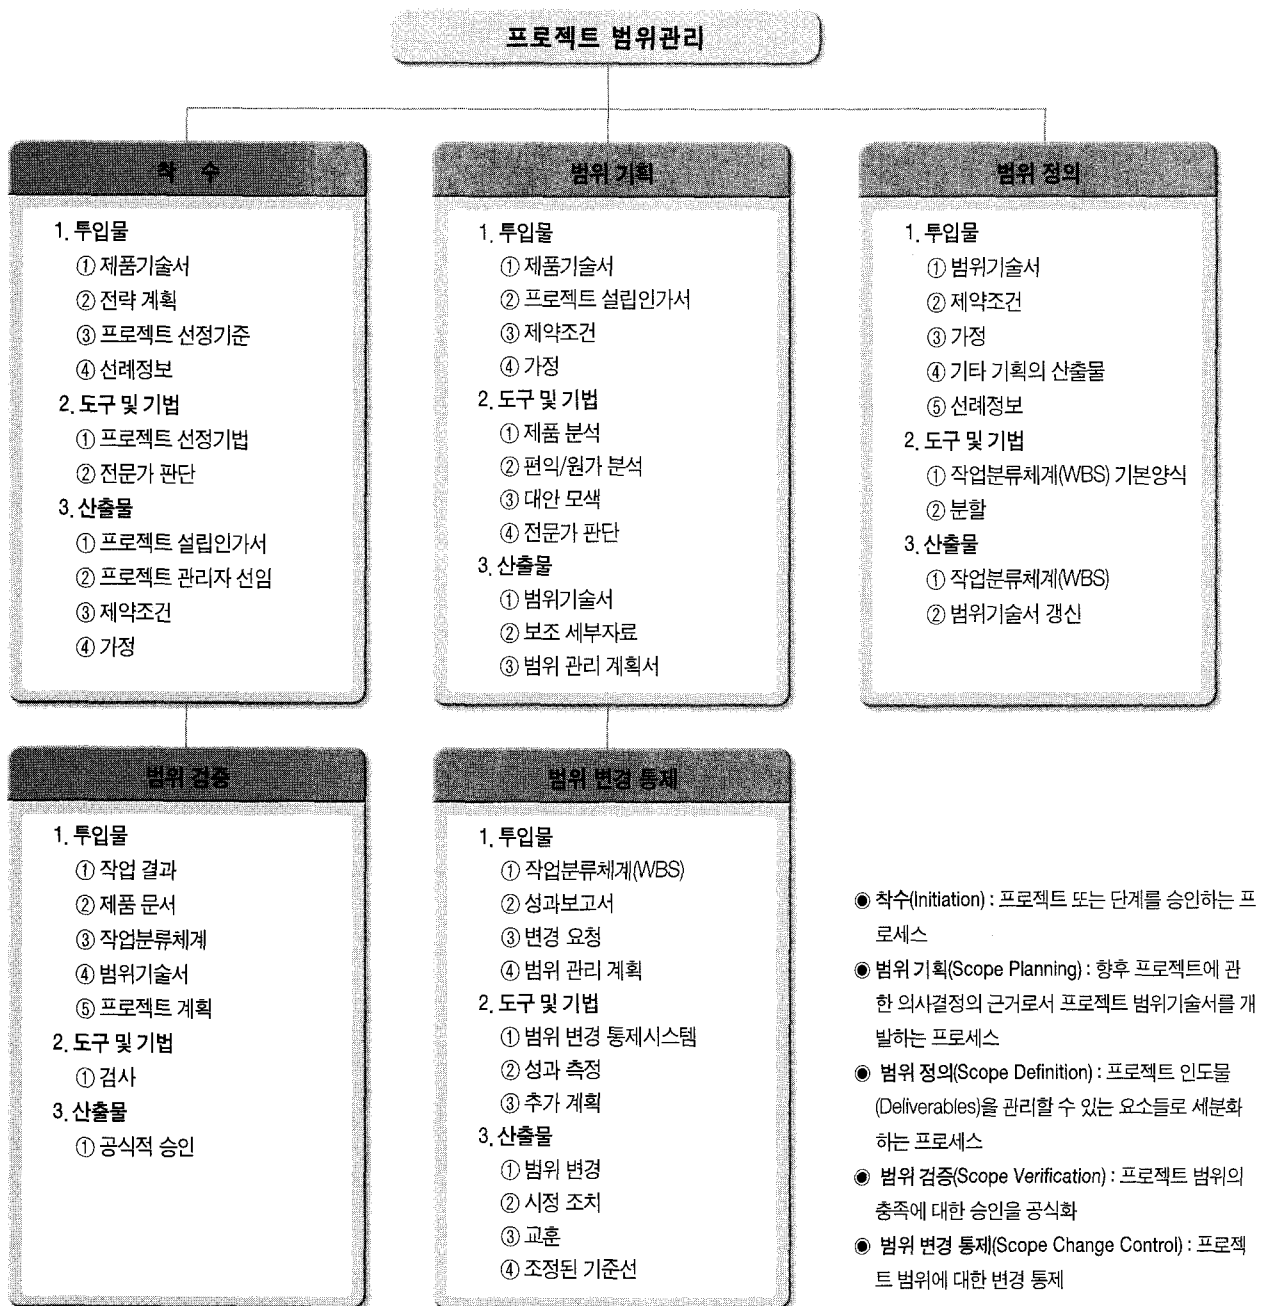 프로젝트 범위관리
착 수
1. 투입물
① 제품기술서
② 전략 계획
③ 프로젝트 선정기준
④ 선례정보
2. 도구 및 기법
① 프로젝트 선정기법
② 전문가 판단
3. 산출물
① 프로젝트 설립인가서
② 프로젝트 관리자 선임
③ 제약조건
④ 가정
범위 기획
1. 투입물
① 제품기술서
② 프로젝트 설립인가서
③ 제약조건
④ 가정
2. 도구 및 기법
① 제품 분석
② 편익/원가 분석
③ 대안 모색
④ 전문가 판단
3. 산출물
① 범위기술서
② 보조 세부자료
③ 범위 관리 계획서
범위 정의
1. 투입물
① 범위기술서
② 제약조건
③ 가정
④ 기타 기획의 산출물
⑤ 선례정보
2. 도구 및 기법
① 작업분류체계(WBS) 기본양식
② 분할
3. 산출물
① 작업분류체계(WBS)
② 범위기술서 갱신
범위 검증
1. 투입물
① 작업 결과
② 제품 문서
③ 작업분류체계
④ 범위기술서
⑤ 프로젝트 계획
2. 도구 및 기법
① 검사
3. 산출물
① 공식적 승인
범위 변경 통제
1. 투입물
① 작업분류체계(WBS)
② 성과보고서
③ 변경 요청
④ 범위 관리 계획
2. 도구 및 기법
① 범위 변경 통제시스템
② 성과 측정
③ 추가 계획
3. 산출물
① 범위 변경
② 시정 조치
③ 교훈
④ 조정된 기준선
◉ 착수(Initiation) : 프로젝트 또는 단계를 승인하는 프
로세스
◉ 범위 기획(Scope Planning) : 향후 프로젝트에 관
한 의사결정의 근거로서 프로젝트 범위기술서를 개
발하는 프로세스
◉ 범위 정의(Scope Definition) : 프로젝트 인도물
(Deliverables)을 관리할 수 있는 요소들로 세분화
하는 프로세스
◉ 범위 검증(Scope Verification) : 프로젝트 범위의
충족에 대한 승인을 공식화
◉ 범위 변경 통제(Scope Change Control) : 프로젝
트 범위에 대한 변경 통제